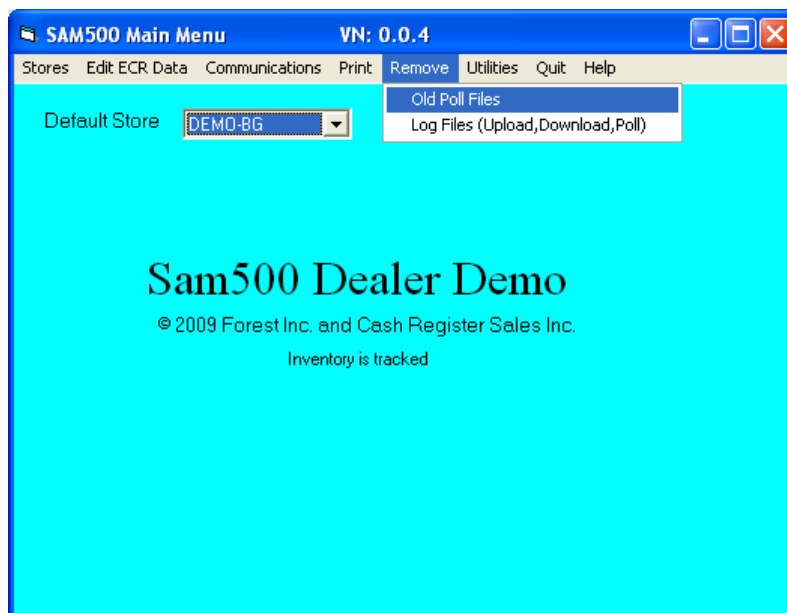 SAM500 Main Menu VN: 0.0.4
Stores Edit ECR Data Communications Print Remove Utilities Quit Help
Old Poll Files
Log Files (Upload,Download,Poll)
Default Store DEMO-BG
Sam500 Dealer Demo
© 2009 Forest Inc. and Cash Register Sales Inc.
Inventory is tracked